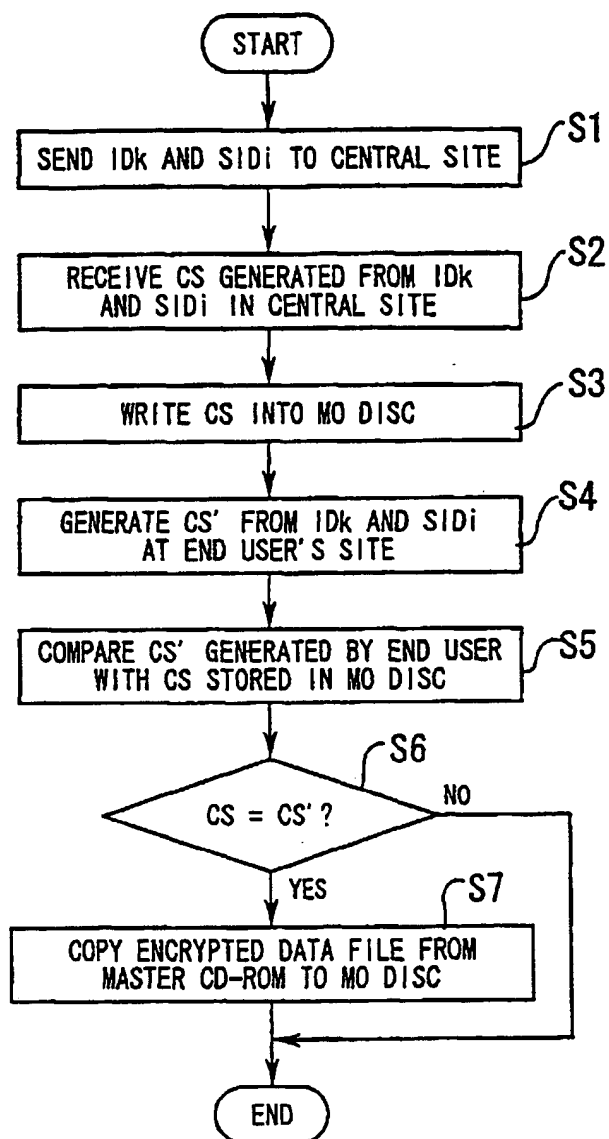 START
S1
SEND IDk AND SIDi TO CENTRAL SITE
S2
RECEIVE CS GENERATED FROM IDk
AND SIDi IN CENTRAL SITE
S3
WRITE CS INTO MO DISC
S4
GENERATE CS' FROM IDk AND SIDi
AT END USER'S SITE
S5
COMPARE CS' GENERATED BY END USER
WITH CS STORED IN MO DISC
S6
CS = CS' ?
NO
YES
S7
COPY ENCRYPTED DATA FILE FROM
MASTER CD-ROM TO MO DISC
END